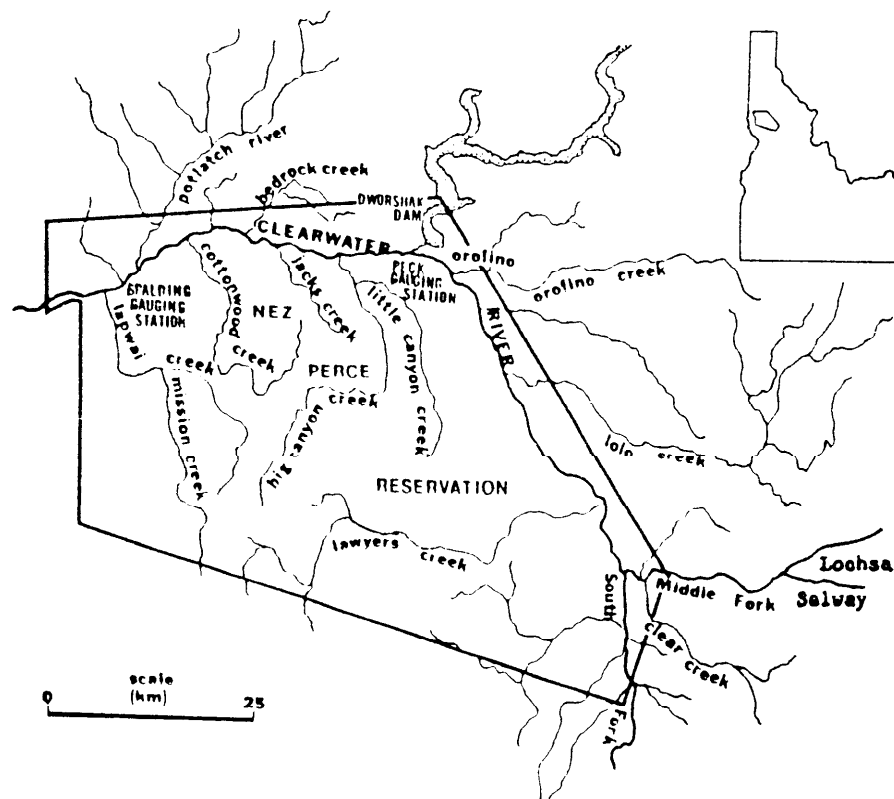 potlatch river
bedrock creek
DWORSHAK
DAM
CLEARWATER
RIVER
PECK
GAUGING
STATION
orofino
orofino creek
SPALDING
GAUGING
STATION
lapwai creek
cottonwood creek
jacks creek
little canyon creek
NEZ
PERCE
RESERVATION
mission creek
big canyon creek
lolo creek
lawyers creek
Lochsa
Middle Fork Selway
South Fork
clear creek
scale
(km)
0 25